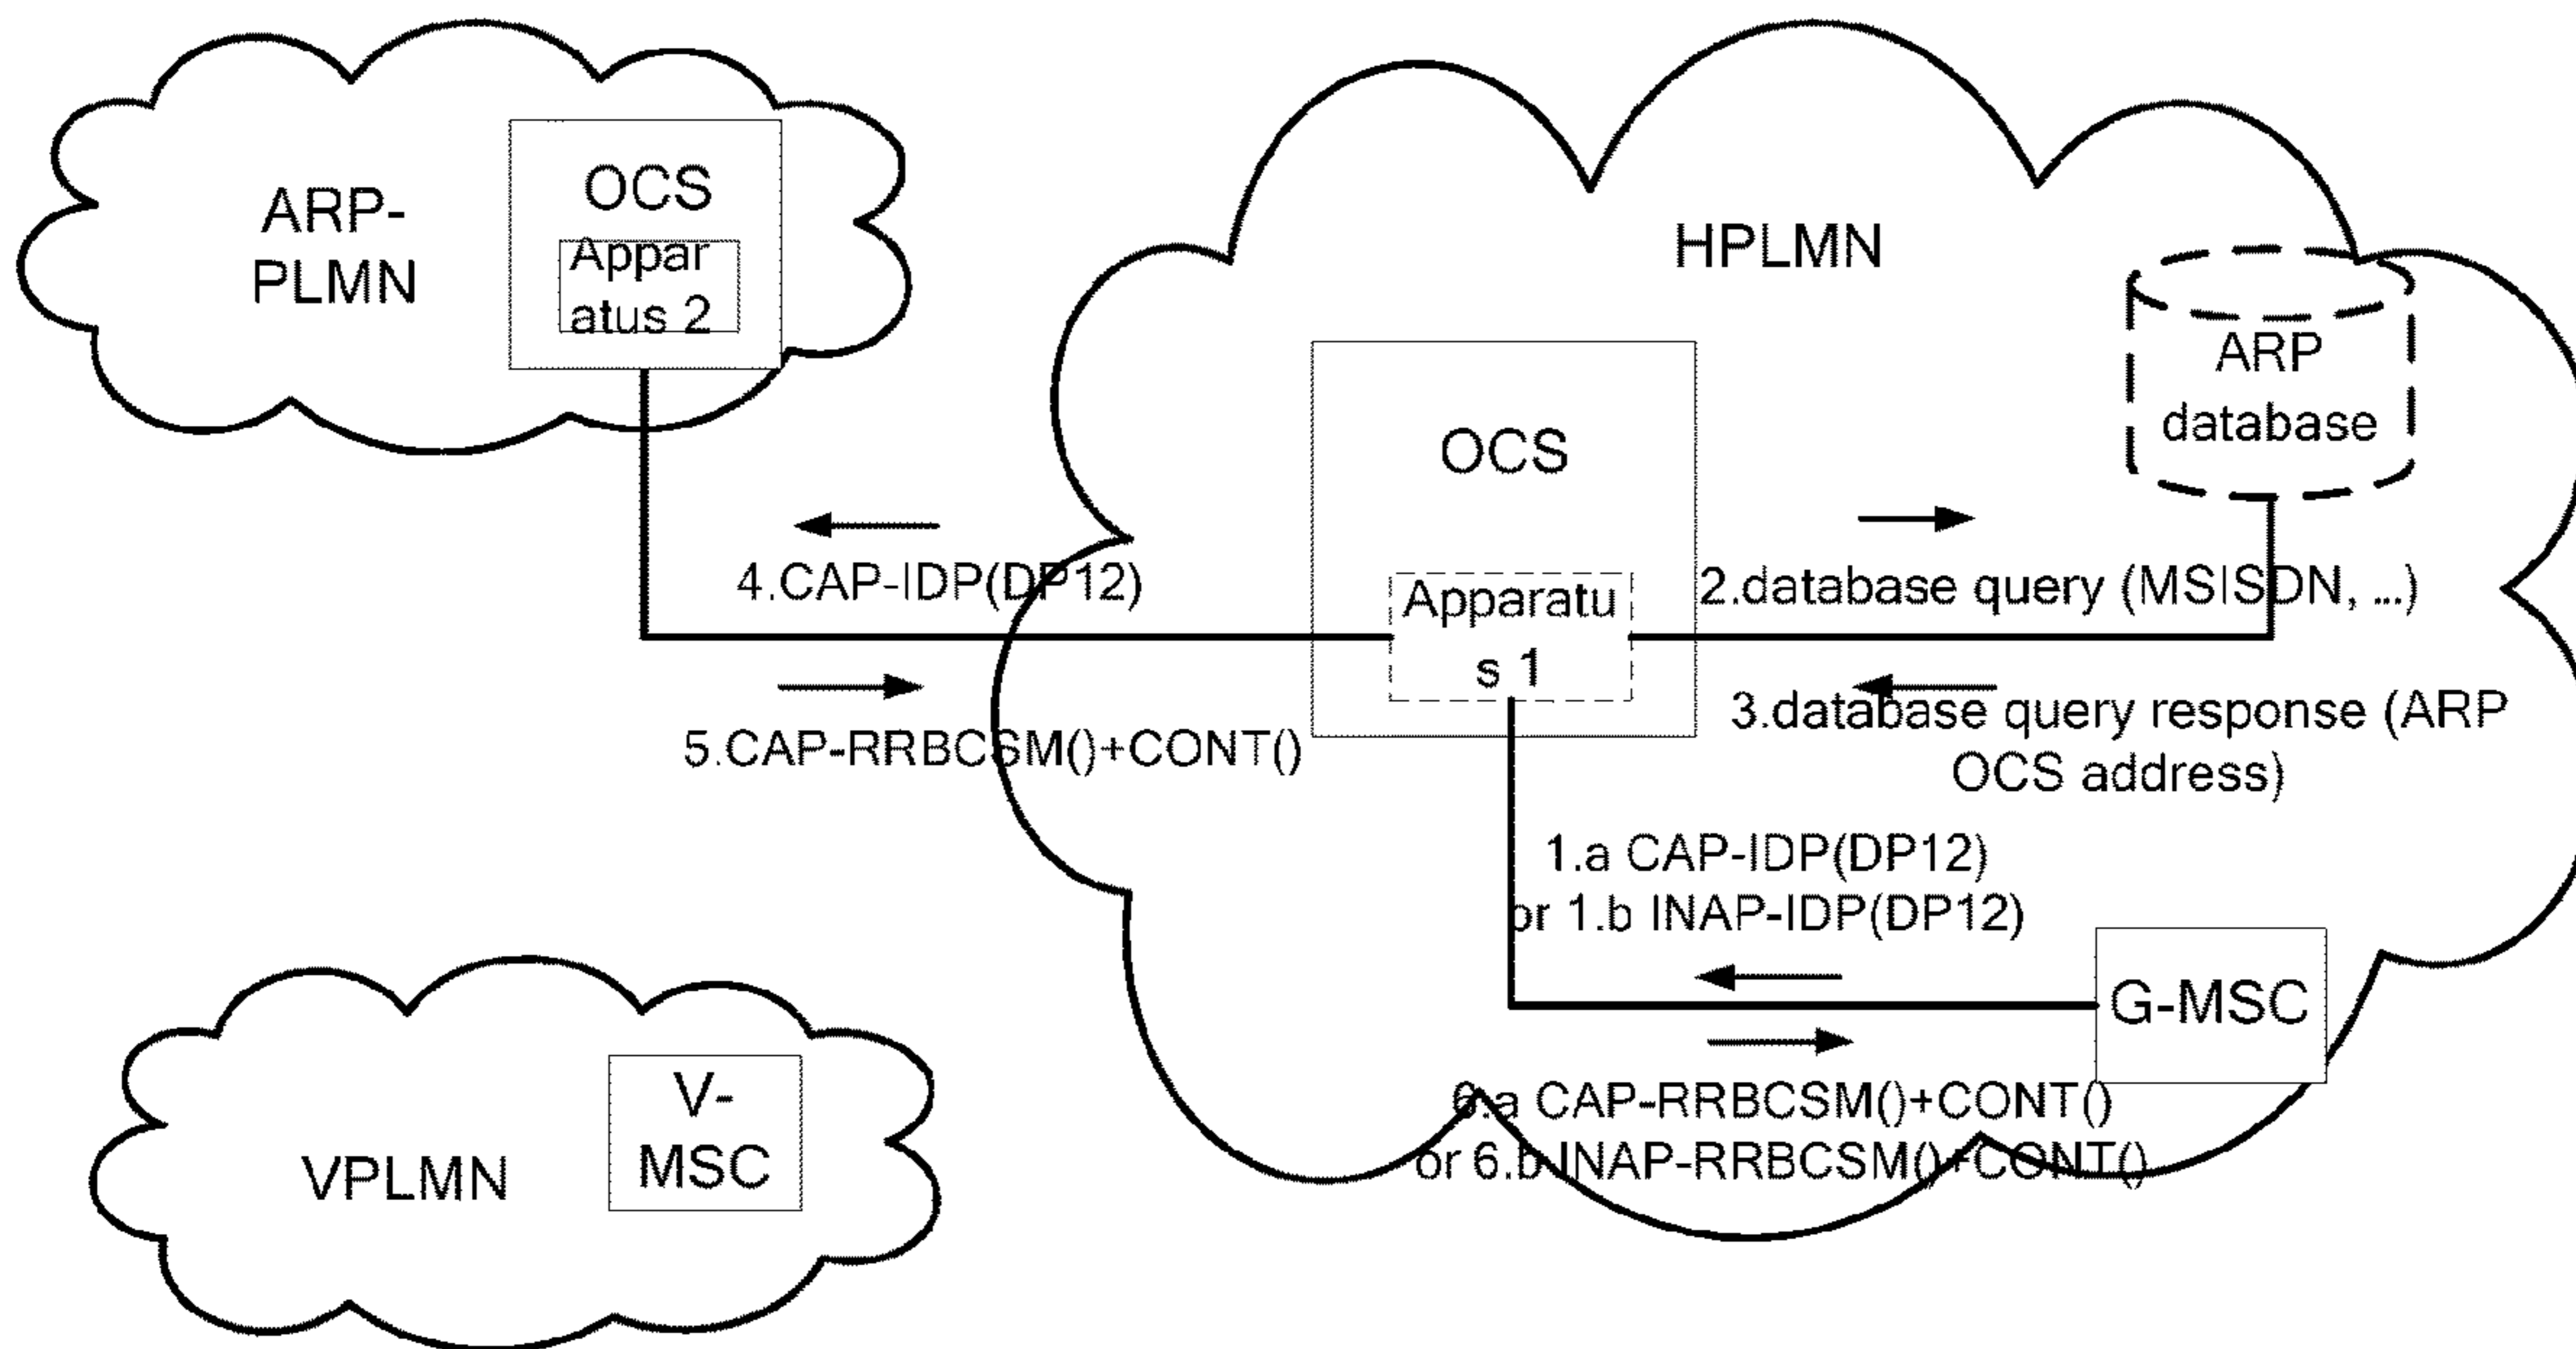 ARP-
PLMN
OCS
Appar
atus 2
HPLMN
ARP
database
OCS
Apparatu
s 1
4.CAP-IDP(DP12)
5.CAP-RRBCSM()+CONT()
2.database query (MSISDN, ...)
3.database query response (ARP
OCS address)
1.a CAP-IDP(DP12)
or 1.b INAP-IDP(DP12)
G-MSC
6.a CAP-RRBCSM()+CONT()
or 6.b INAP-RRBCSM()+CONT()
VPLMN
V-
MSC